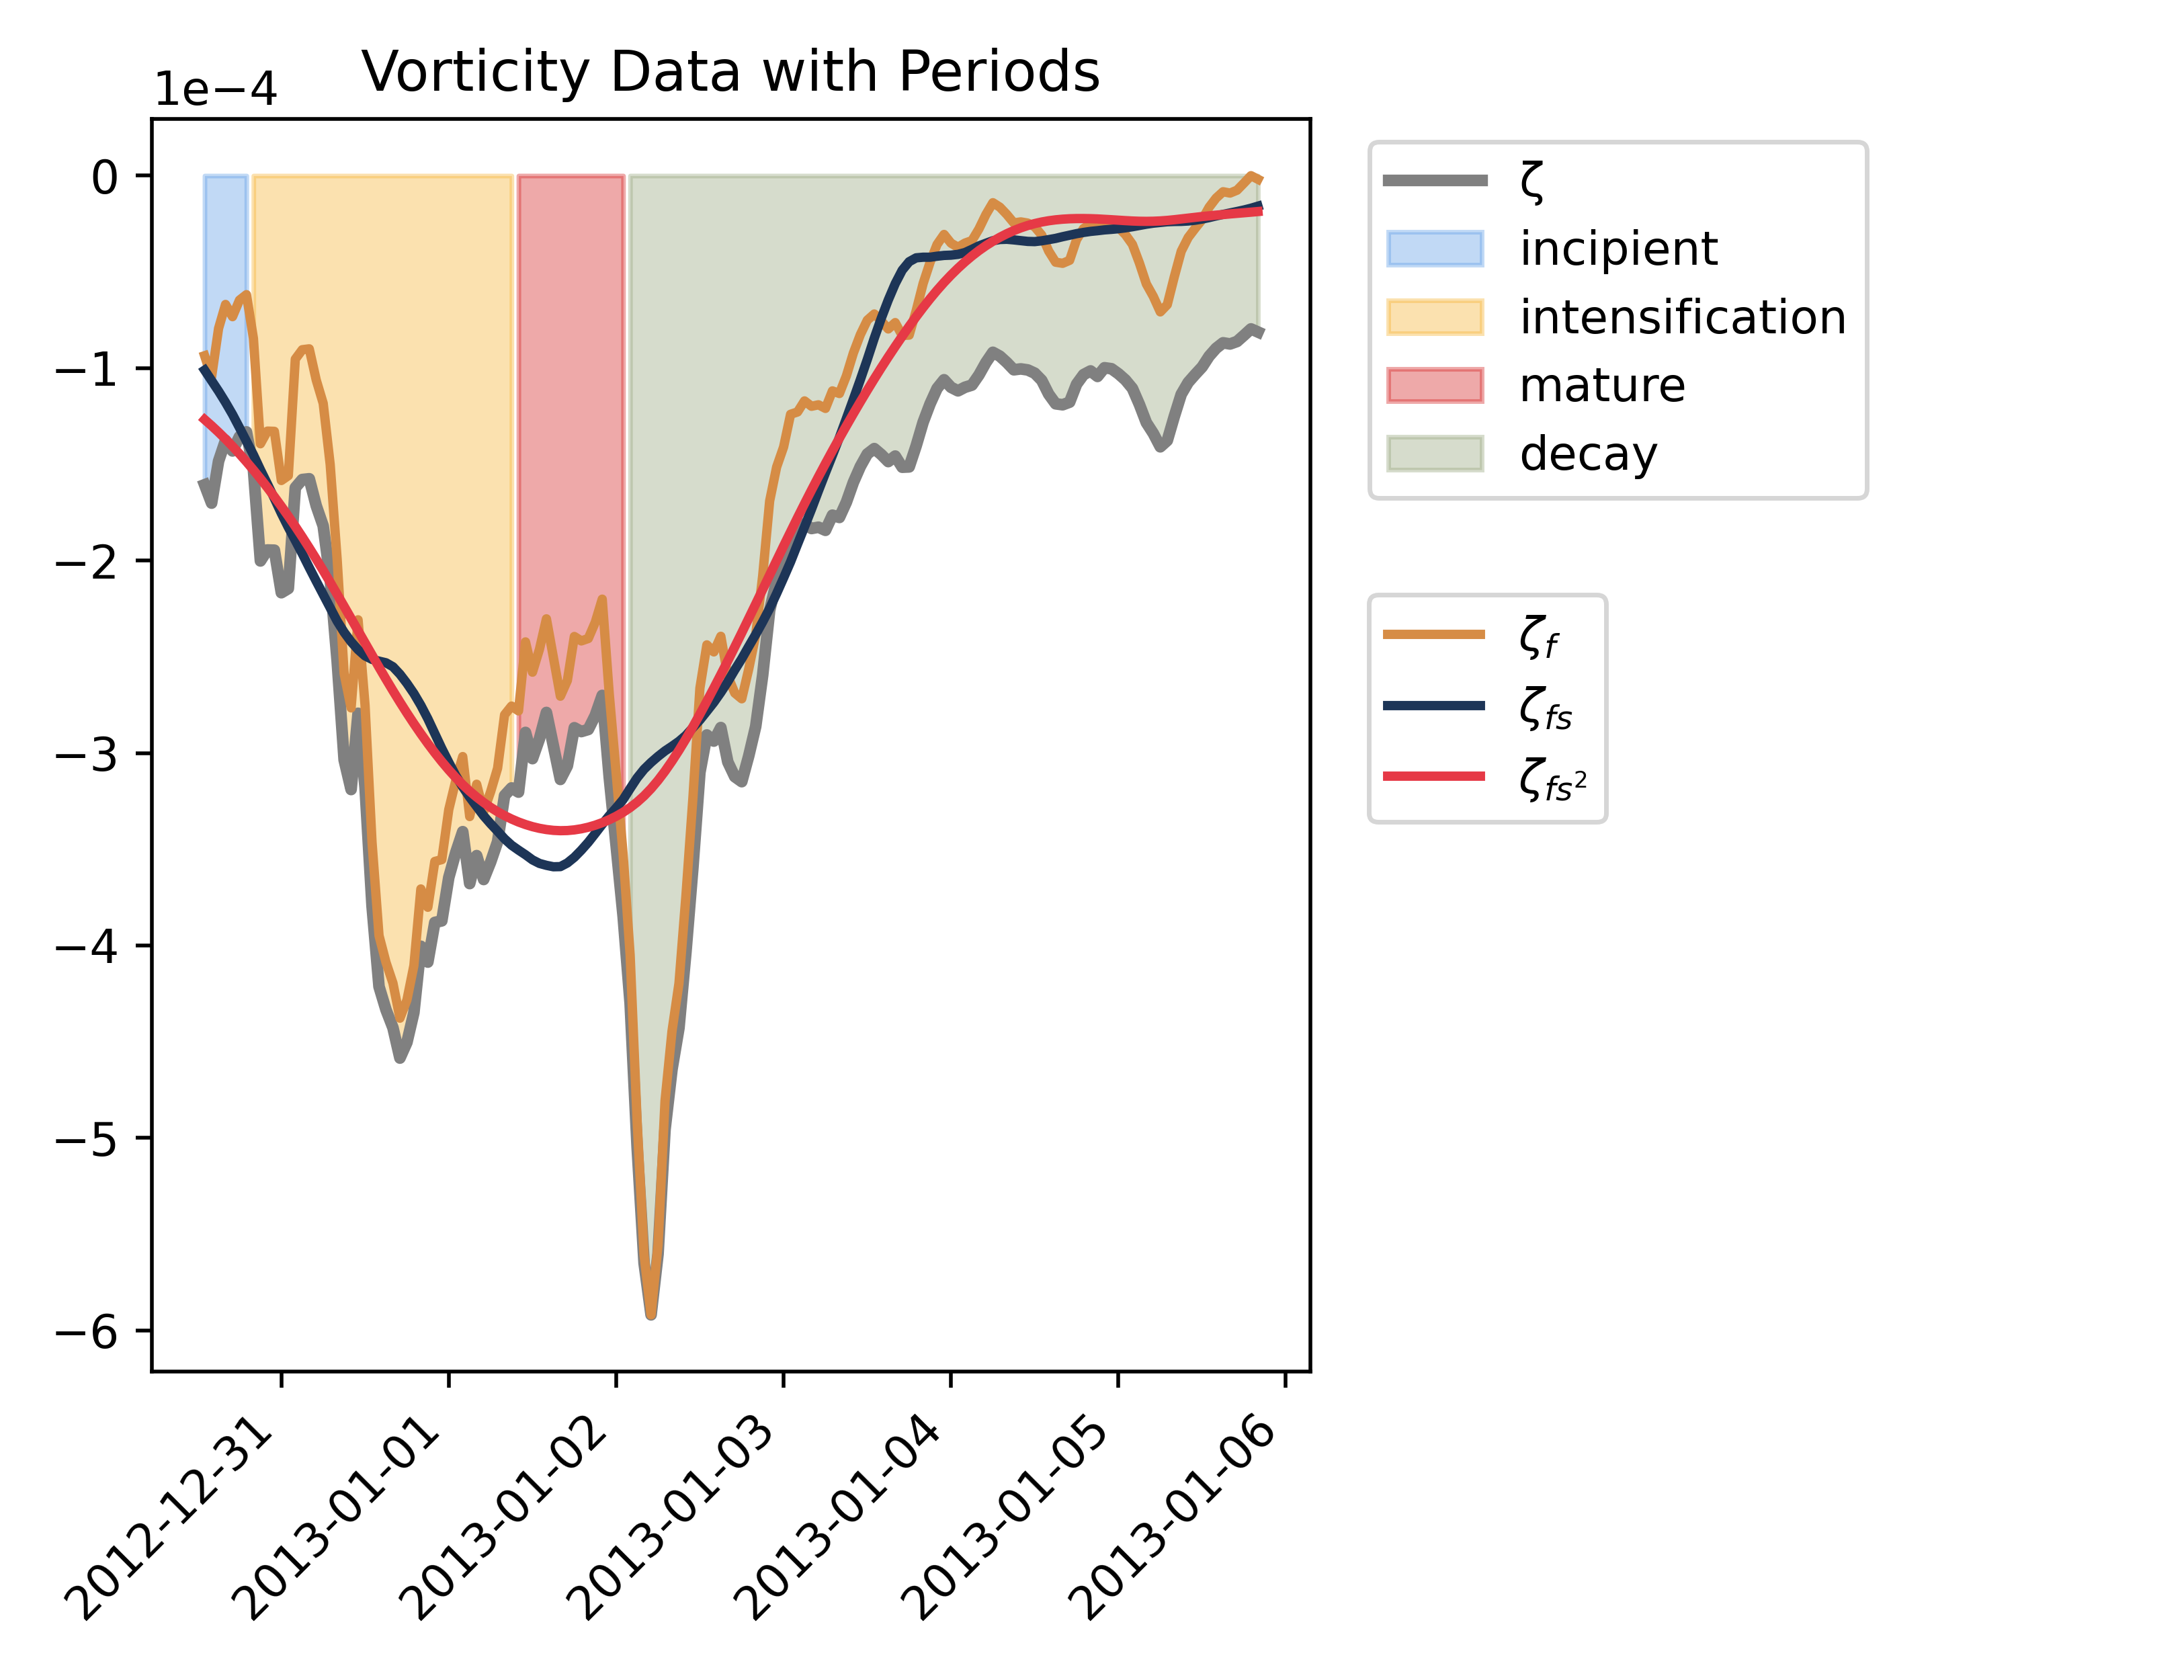 Vorticity Data with Periods
1e−4
0
−1
−2
−3
−4
−5
−6
2012-12-31
2013-01-01
2013-01-02
2013-01-03
2013-01-04
2013-01-05
2013-01-06
ζ
incipient
intensification
mature
decay
ζf
ζfs
ζfs²